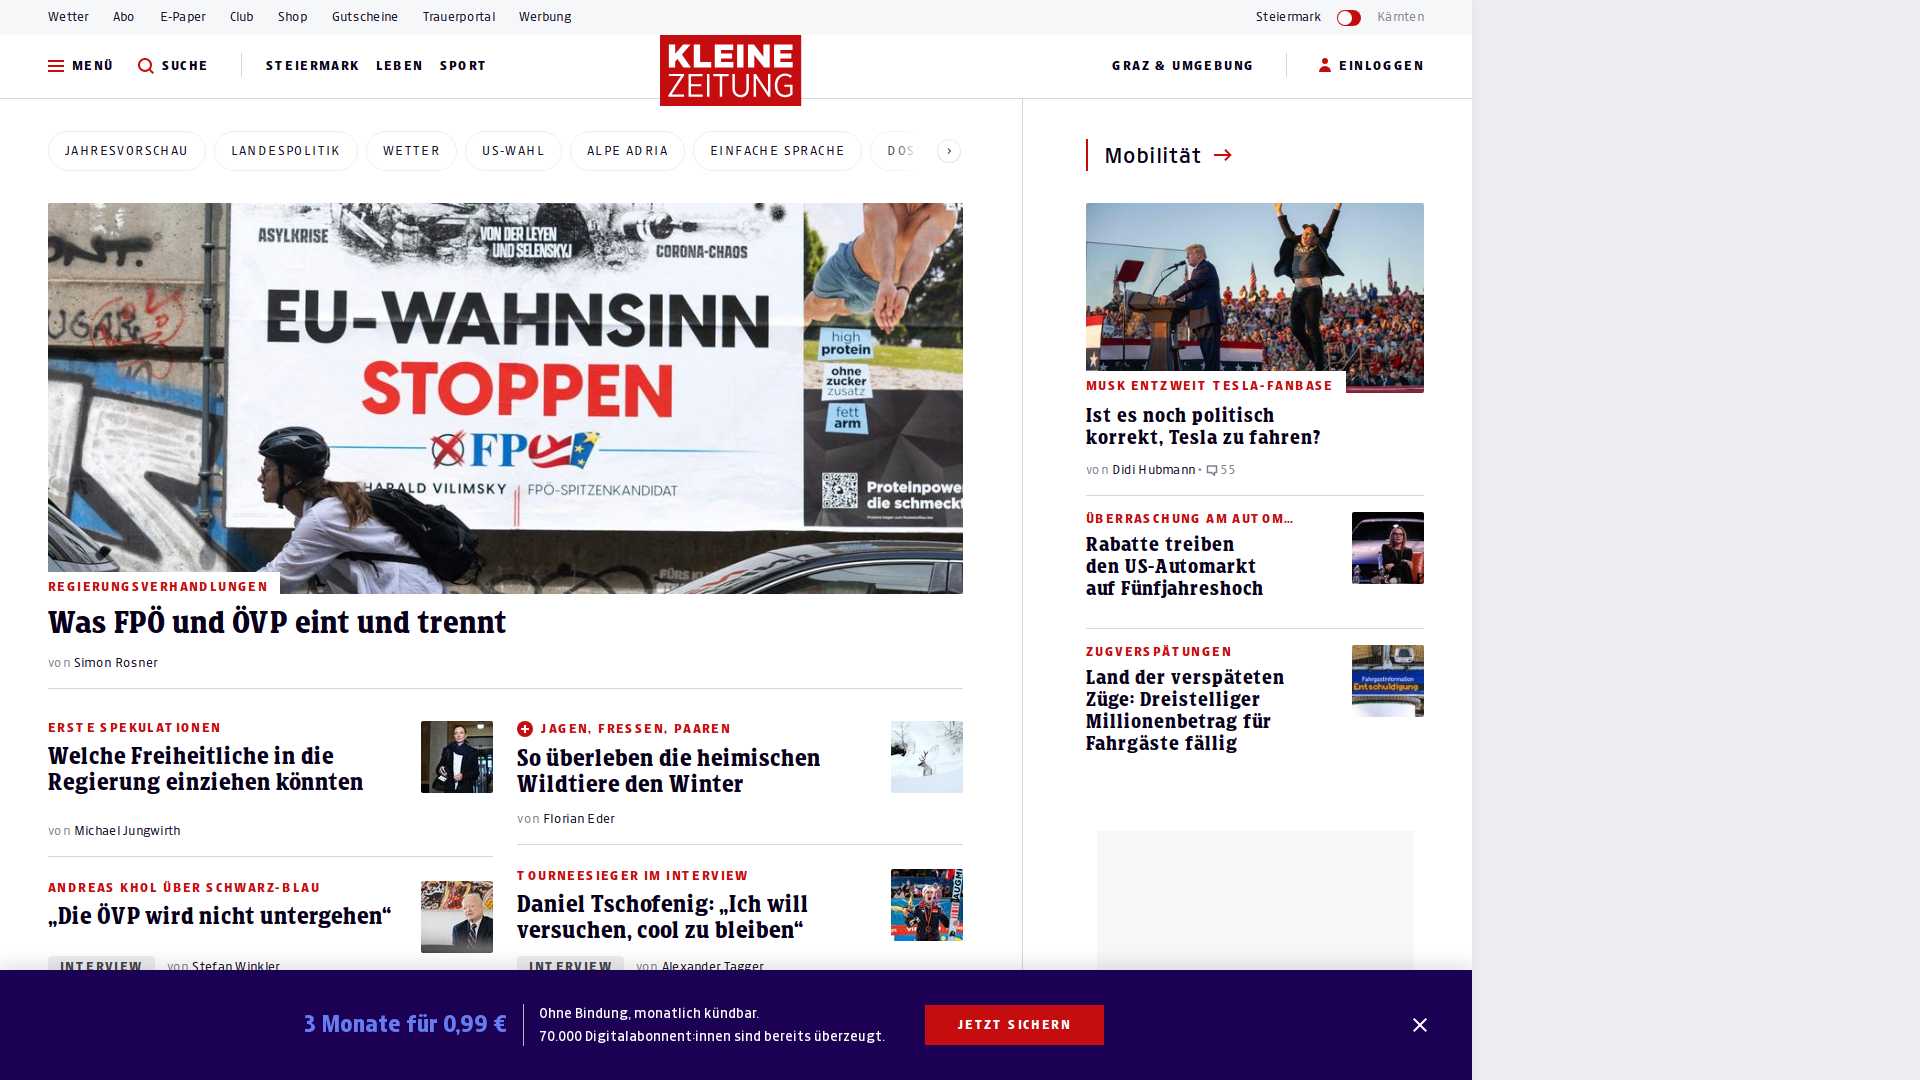 Wetter Abo E-Paper Club Shop Gutscheine Trauerportal Werbung
Steiermark Kärnten
MENÜ SUCHE STEIERMARK LEBEN SPORT
KLEINE
ZEITUNG
GRAZ & UMGEBUNG EINLOGGEN
JAHRESVORSCHAU LANDESPOLITIK WETTER US-WAHL ALPE ADRIA EINFACHE SPRACHE DOS
ASYLKRISE
VON DER LEYEN
UND SELENSKYJ
CORONA-CHAOS
EU-WAHNSINN
STOPPEN
FPÖ
HARALD VILIMSKY FPÖ-SPITZENKANDIDAT
high
protein
ohne
zucker
zusatz
fett
arm
Proteinpower
die schmeckt
REGIERUNGSVERHANDLUNGEN
Was FPÖ und ÖVP eint und trennt
von Simon Rosner
ERSTE SPEKULATIONEN
Welche Freiheitliche in die
Regierung einziehen könnten
von Michael Jungwirth
ANDREAS KHOL ÜBER SCHWARZ-BLAU
„Die ÖVP wird nicht untergehen“
INTERVIEW von Stefan Winkler
JAGEN, FRESSEN, PAAREN
So überleben die heimischen
Wildtiere den Winter
von Florian Eder
TOURNEESIEGER IM INTERVIEW
Daniel Tschofenig: „Ich will
versuchen, cool zu bleiben“
INTERVIEW von Alexander Tagger
Mobilität
MUSK ENTZWEIT TESLA-FANBASE
Ist es noch politisch
korrekt, Tesla zu fahren?
von Didi Hubmann • 55
ÜBERRASCHUNG AM AUTOM…
Rabatte treiben
den US-Automarkt
auf Fünfjahreshoch
ZUGVERSPÄTUNGEN
Land der verspäteten
Züge: Dreistelliger
Millionenbetrag für
Fahrgäste fällig
Fahrgastinformation
Entschuldigung
3 Monate für 0,99 €
Ohne Bindung, monatlich kündbar.
70.000 Digitalabonnent:innen sind bereits überzeugt.
JETZT SICHERN